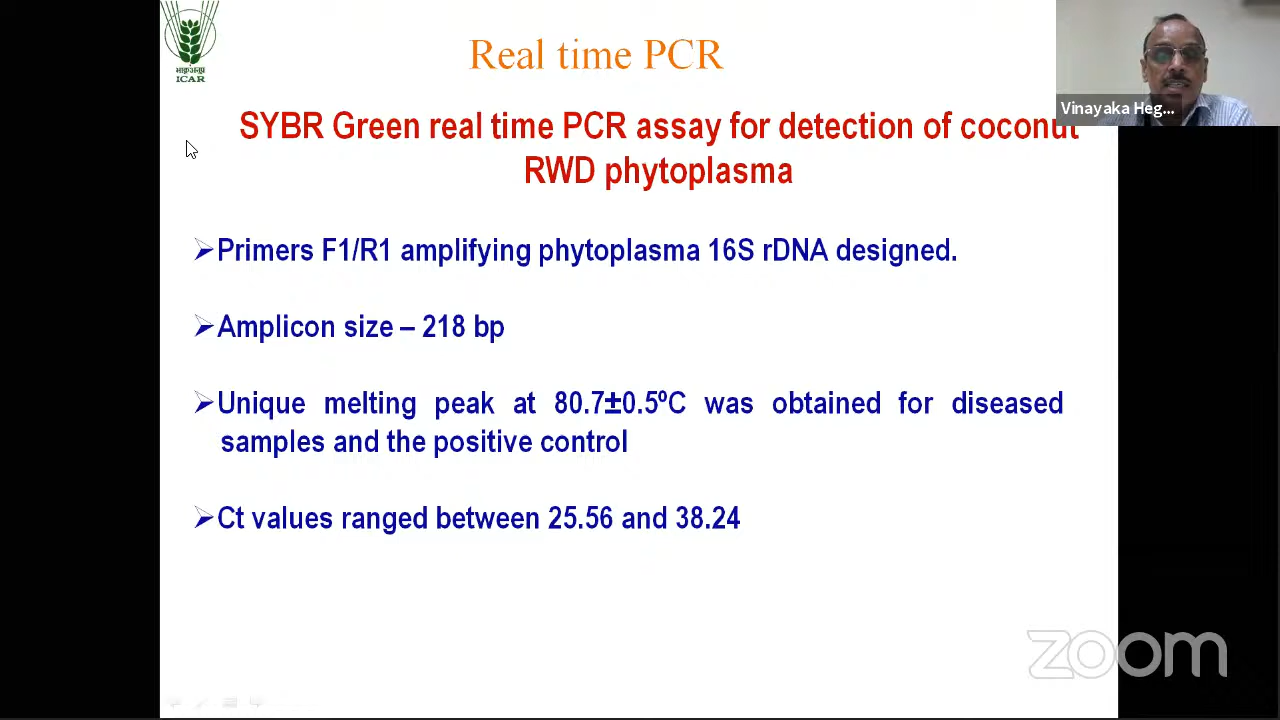 भाकृअनुप
ICAR
Real time PCR
Vinayaka Heg...
SYBR Green real time PCR assay for detection of coconut
RWD phytoplasma
➢Primers F1/R1 amplifying phytoplasma 16S rDNA designed.
➢Amplicon size – 218 bp
➢Unique melting peak at 80.7±0.5ºC was obtained for diseased
samples and the positive control
➢Ct values ranged between 25.56 and 38.24
zoom